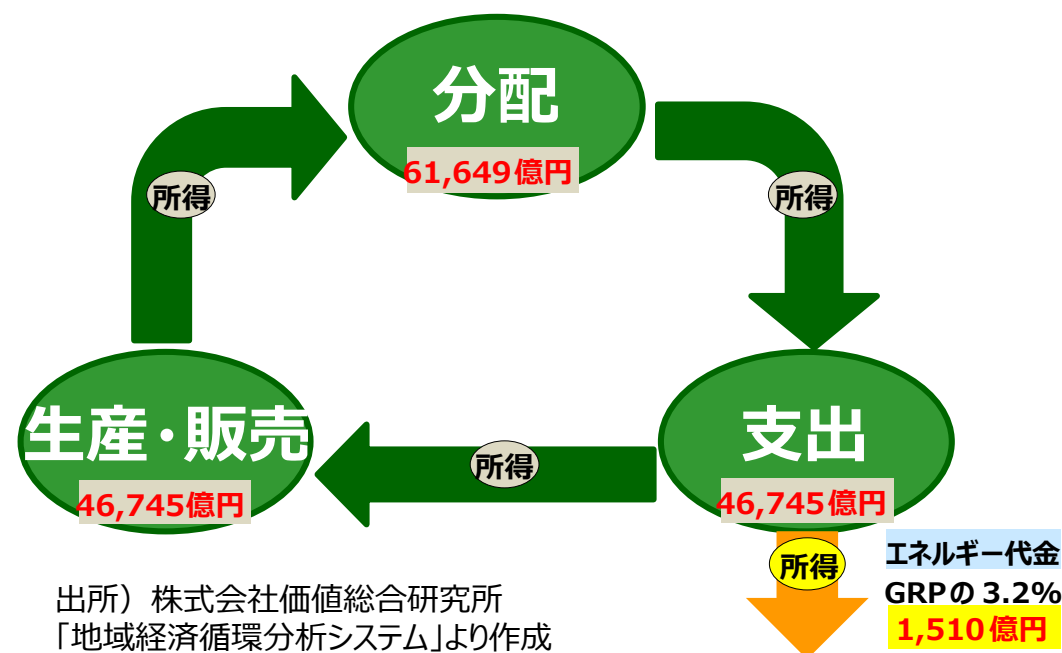 分配
61,649億円
所得
所得
生産・販売
46,745億円
所得
支出
46,745億円
所得
エネルギー代金
GRPの3.2%
1,510億円
出所）株式会社価値総合研究所
「地域経済循環分析システム」より作成